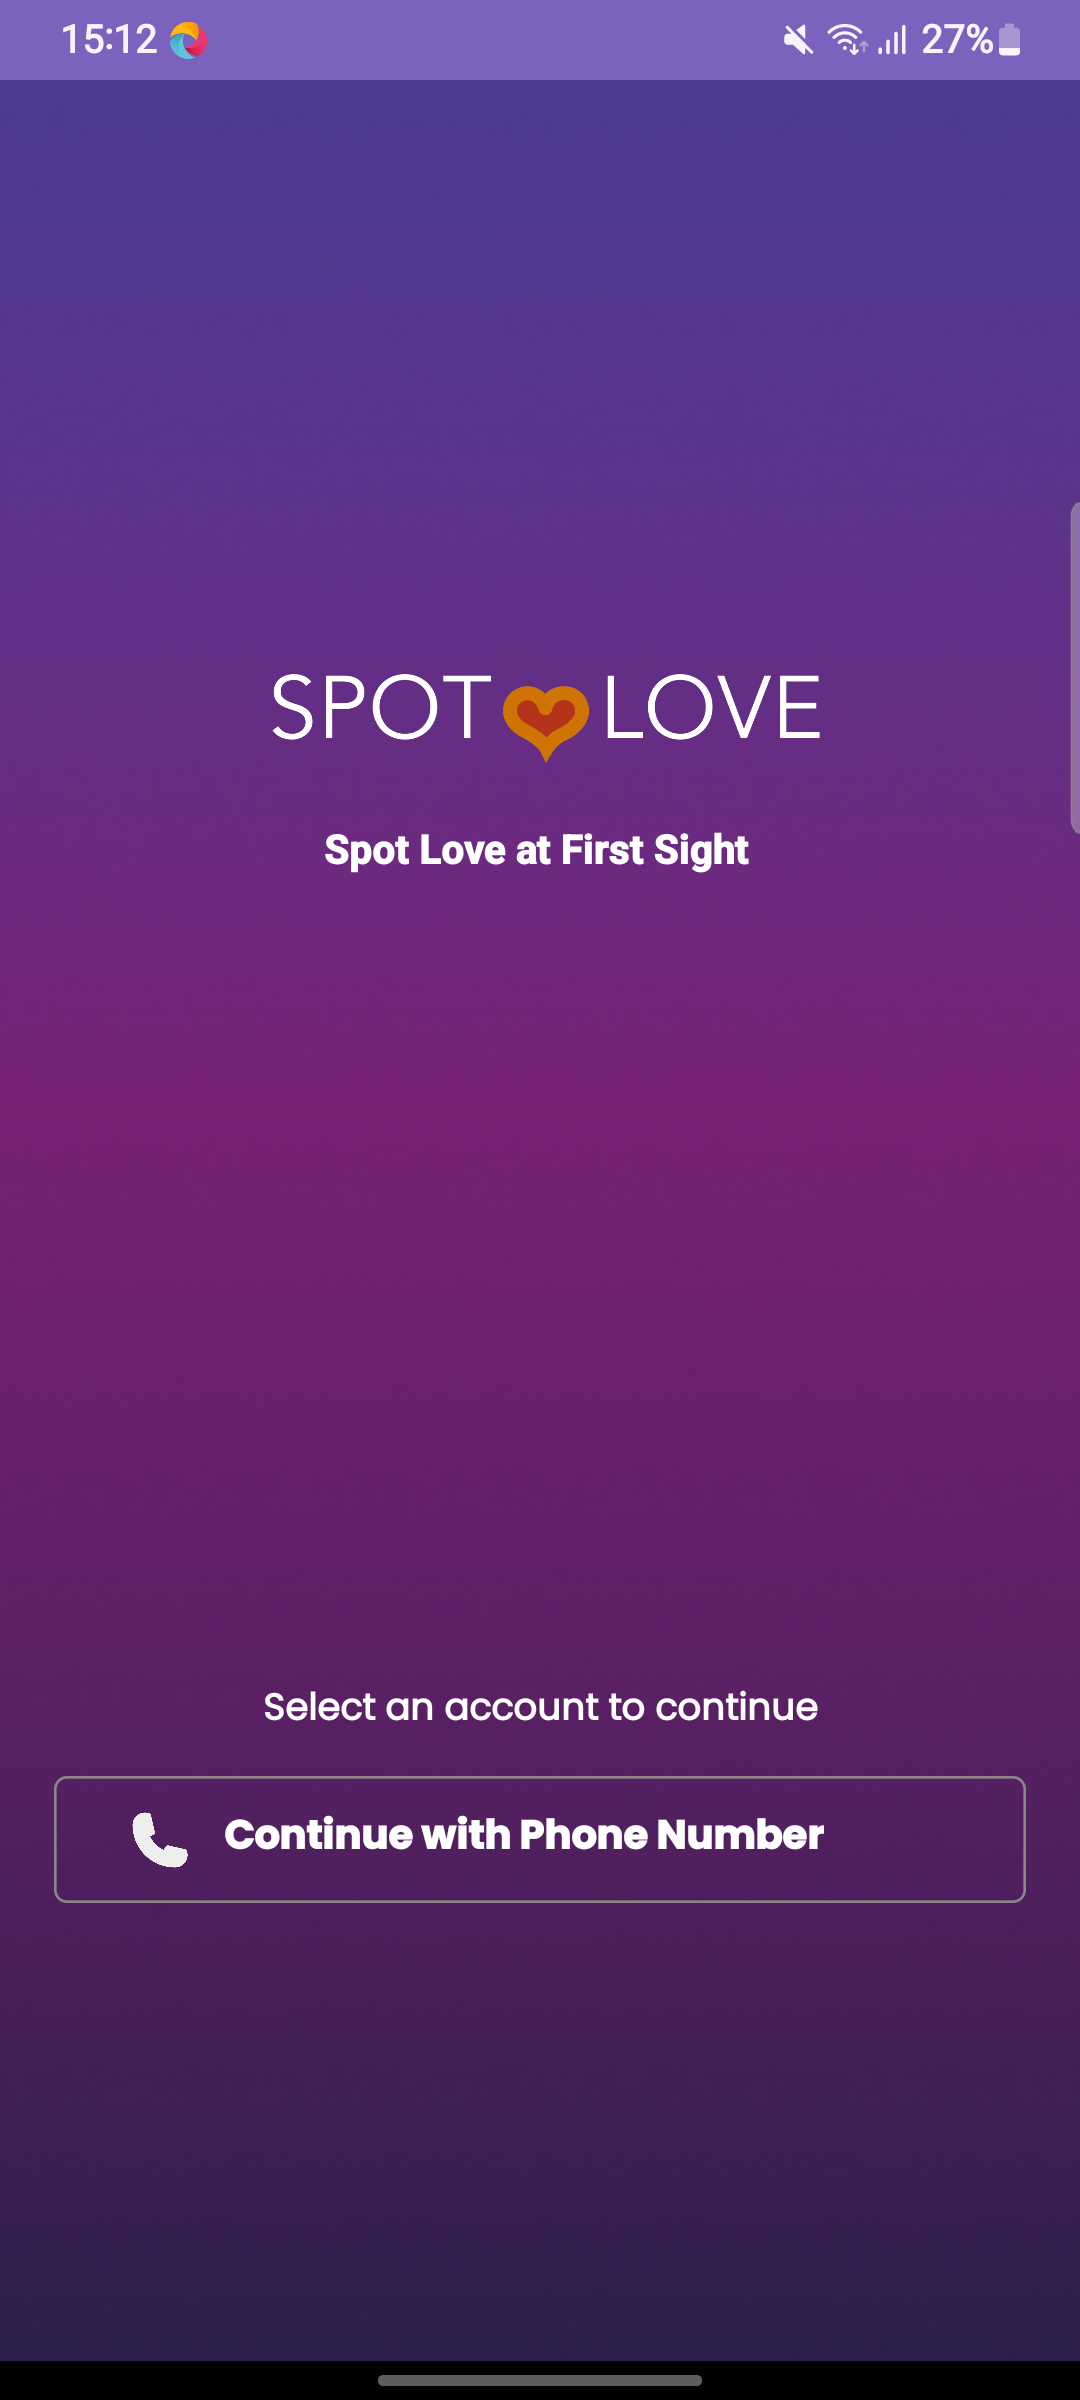 15:12 27%
SPOT LOVE
Spot Love at First Sight
Select an account to continue
Continue with Phone Number